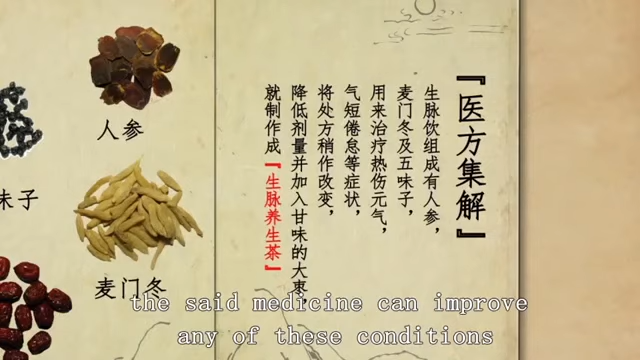 『医方集解』
生脉饮组成有人参，
麦门冬及五味子，
用来治疗热伤元气，
气短倦怠等症状，
将处方稍作改变，
降低剂量并加入甘味的大枣，
就制作成『生脉养生茶』
人参
味子
麦门冬
the said medicine can improve
any of these conditions